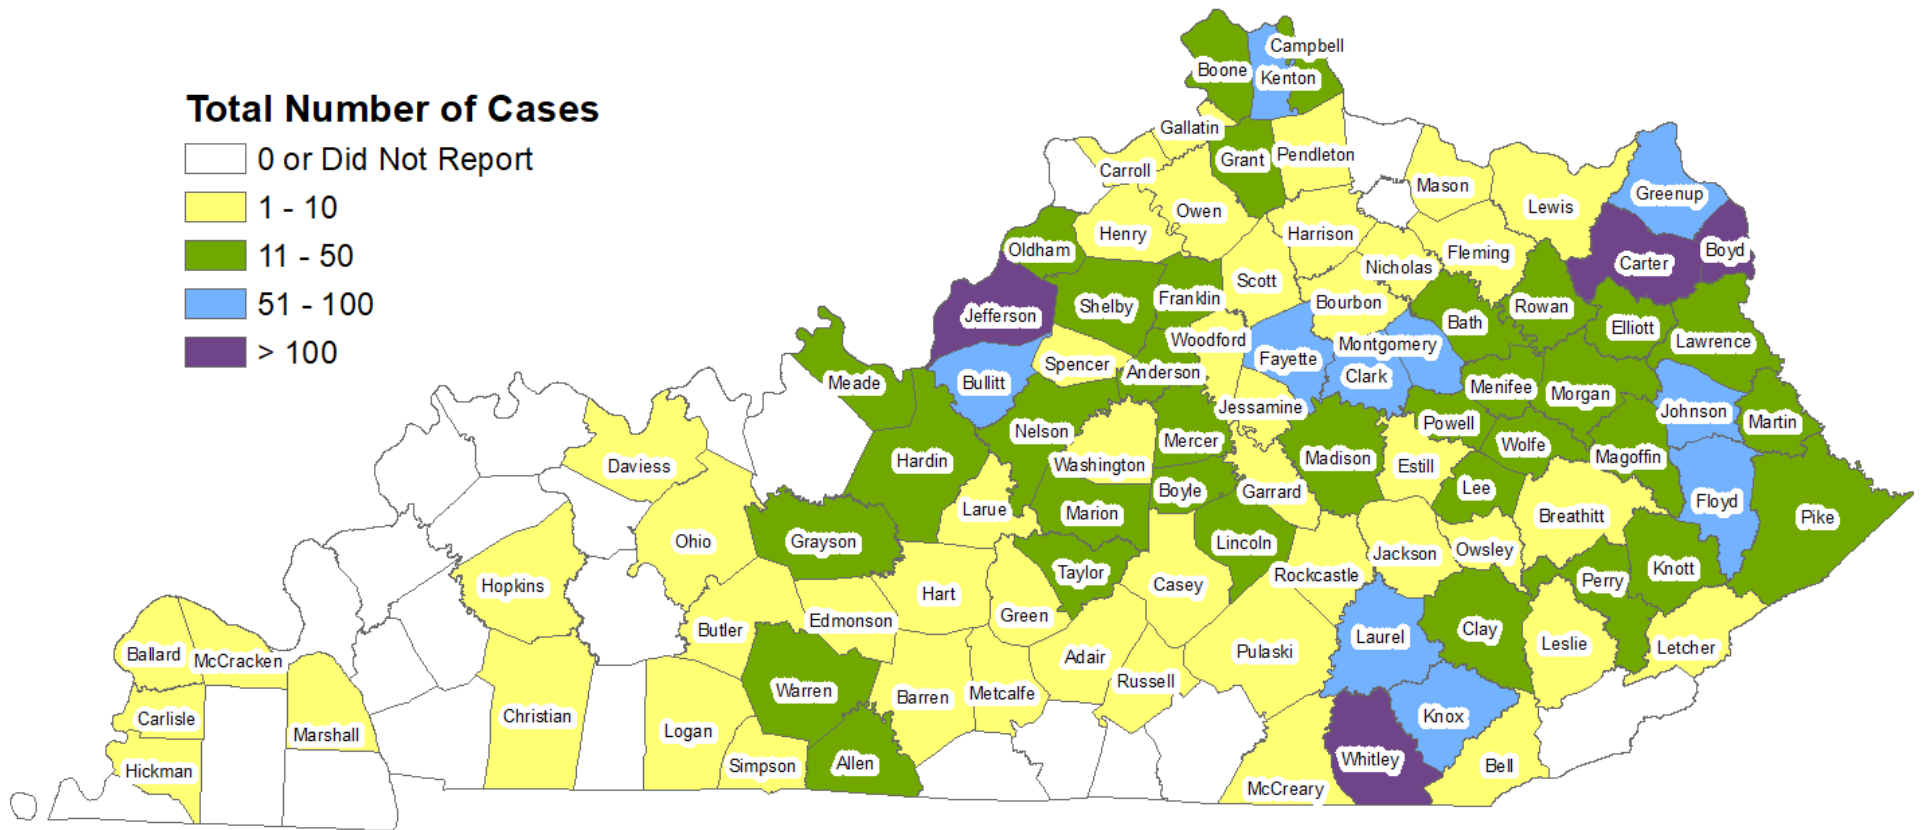 Total Number of Cases
0 or Did Not Report
1 - 10
11 - 50
51 - 100
> 100
Campbell
Boone
Kenton
Gallatin
Grant
Pendleton
Carroll
Mason
Lewis
Greenup
Owen
Henry
Harrison
Oldham
Fleming
Boyd
Carter
Nicholas
Scott
Shelby
Franklin
Bourbon
Rowan
Jefferson
Bath
Elliott
Lawrence
Woodford
Montgomery
Fayette
Spencer
Anderson
Clark
Bullitt
Meade
Menifee
Morgan
Jessamine
Johnson
Martin
Powell
Nelson
Mercer
Wolfe
Magoffin
Madison
Hardin
Daviess
Washington
Estill
Lee
Boyle
Garrard
Floyd
Larue
Marion
Breathitt
Pike
Ohio
Grayson
Lincoln
Jackson
Owsley
Taylor
Rockcastle
Perry
Knott
Hopkins
Hart
Casey
Green
Edmonson
Butler
Laurel
Clay
Leslie
Letcher
Ballard
McCracken
Adair
Pulaski
Russell
Warren
Barren
Metcalfe
Carlisle
Christian
Knox
Marshall
Logan
Hickman
Simpson
Allen
Whitley
Bell
McCreary